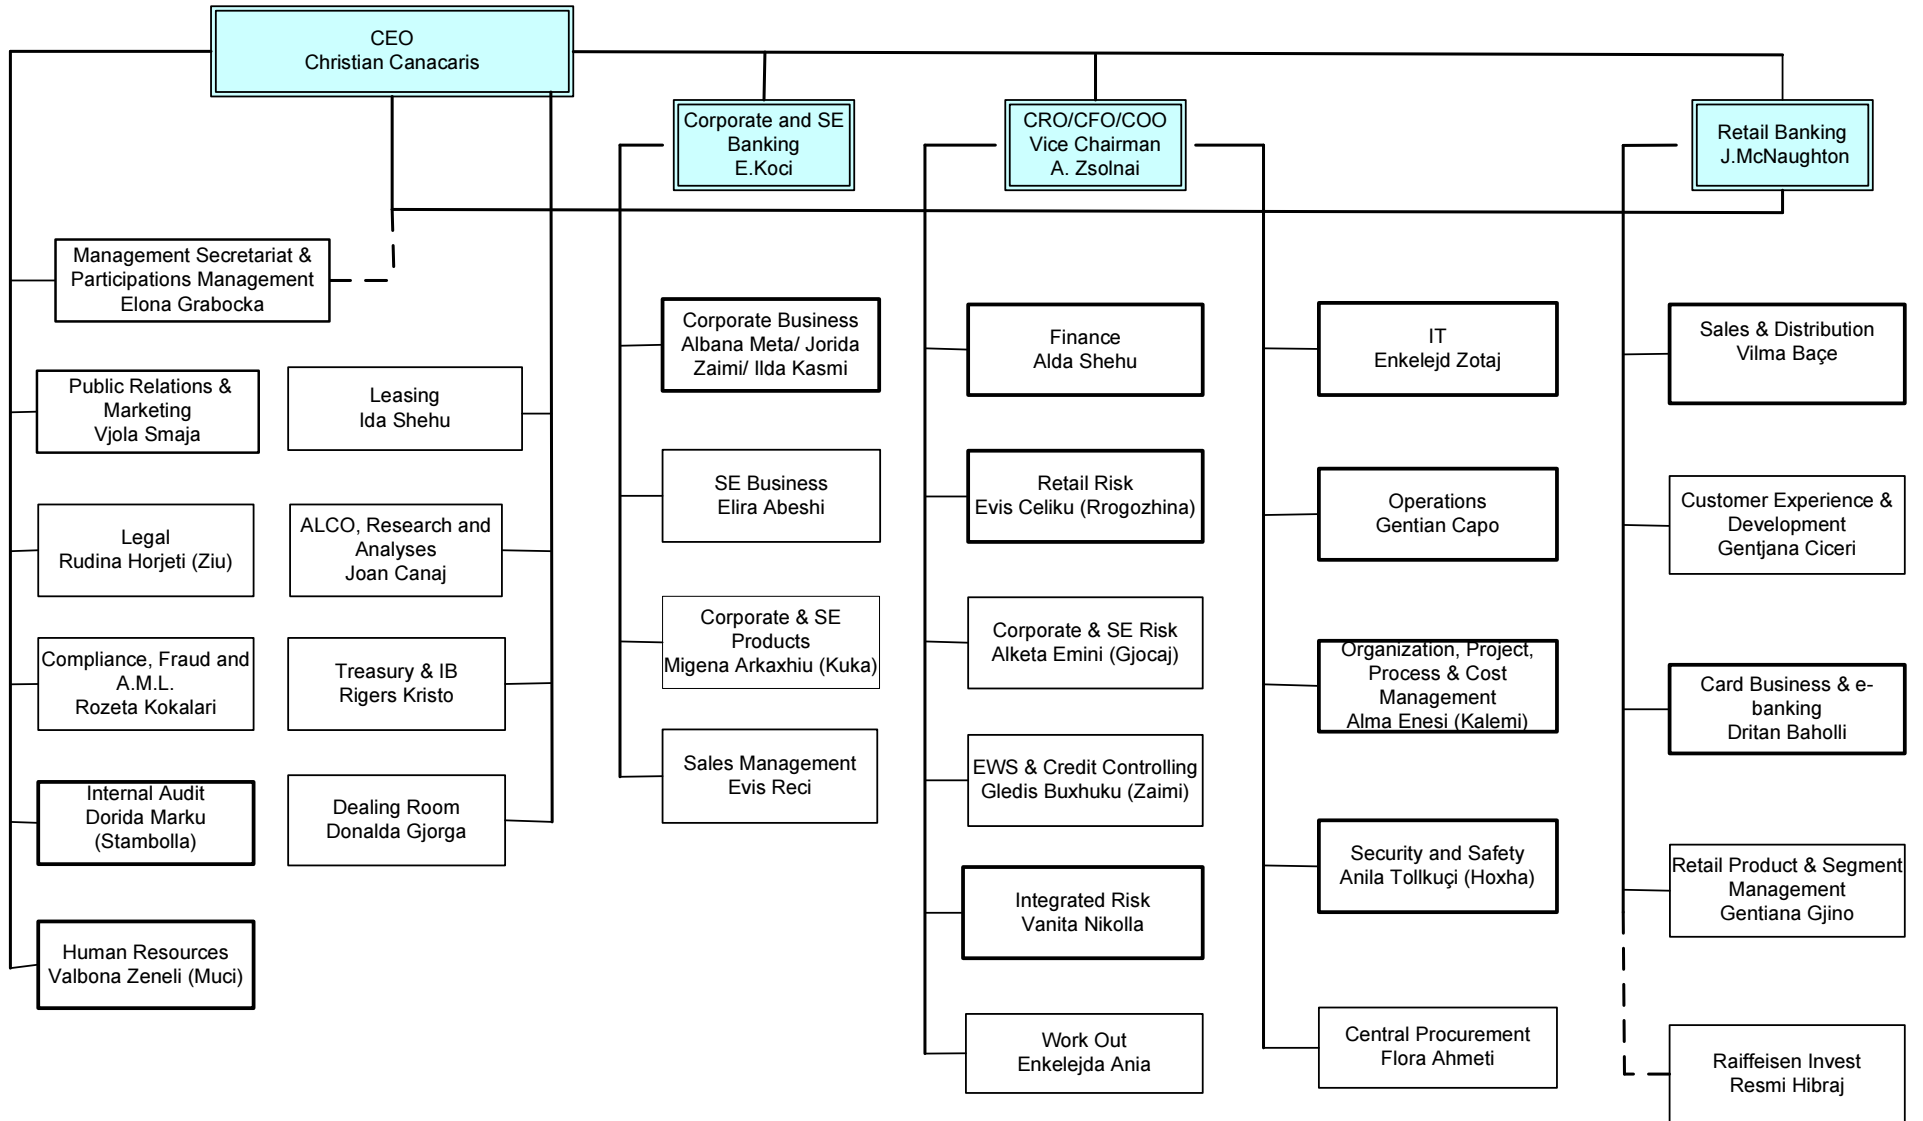 CEO
Christian Canacaris
Corporate and SE
Banking
E.Koci
CRO/CFO/COO
Vice Chairman
A. Zsolnai
Retail Banking
J.McNaughton
Management Secretariat &
Participations Management
Elona Grabocka
Public Relations &
Marketing
Vjola Smaja
Legal
Rudina Horjeti (Ziu)
Compliance, Fraud and
A.M.L.
Rozeta Kokalari
Internal Audit
Dorida Marku
(Stambolla)
Human Resources
Valbona Zeneli (Muci)
Leasing
Ida Shehu
ALCO, Research and
Analyses
Joan Canaj
Treasury & IB
Rigers Kristo
Dealing Room
Donalda Gjorga
Corporate Business
Albana Meta/ Jorida
Zaimi/ Ilda Kasmi
SE Business
Elira Abeshi
Corporate & SE
Products
Migena Arkaxhiu (Kuka)
Sales Management
Evis Reci
Finance
Alda Shehu
Retail Risk
Evis Celiku (Rrogozhina)
Corporate & SE Risk
Alketa Emini (Gjocaj)
EWS & Credit Controlling
Gledis Buxhuku (Zaimi)
Integrated Risk
Vanita Nikolla
Work Out
Enkelejda Ania
IT
Enkelejd Zotaj
Operations
Gentian Capo
Organization, Project,
Process & Cost
Management
Alma Enesi (Kalemi)
Security and Safety
Anila Tollkuçi (Hoxha)
Central Procurement
Flora Ahmeti
Sales & Distribution
Vilma Baçe
Customer Experience &
Development
Gentjana Ciceri
Card Business & e-
banking
Dritan Baholli
Retail Product & Segment
Management
Gentiana Gjino
Raiffeisen Invest
Resmi Hibraj